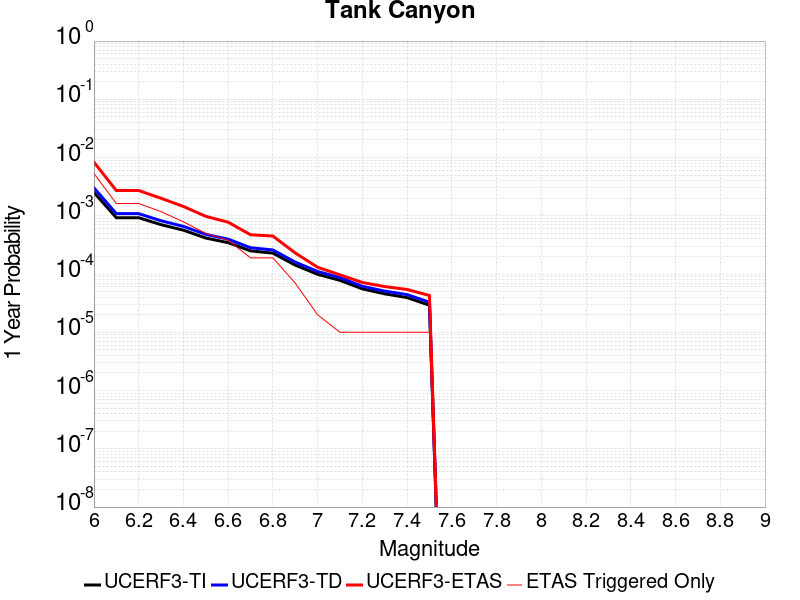 Tank Canyon
10^0
10^-1
10^-2
10^-3
10^-4
10^-5
10^-6
10^-7
10^-8
1 Year Probability
6 6.2 6.4 6.6 6.8 7 7.2 7.4 7.6 7.8 8 8.2 8.4 8.6 8.8 9
Magnitude
UCERF3-TI UCERF3-TD UCERF3-ETAS ETAS Triggered Only